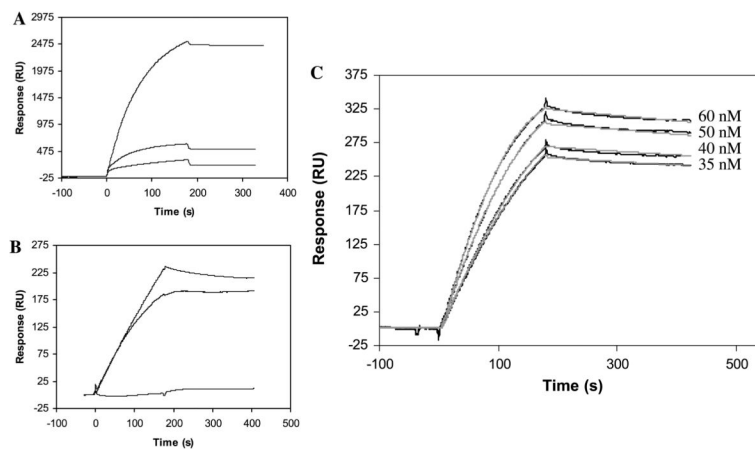 A
2975
2475
1975
1475
975
475
-25
Response (RU)
-100 0 100 200 300 400
Time (s)
B
275
225
175
125
75
25
-25
Response (RU)
-100 0 100 200 300 400 500
Time (s)
C
375
325
275
225
175
125
75
25
-25
Response (RU)
60 nM
50 nM
40 nM
35 nM
-100 100 300 500
Time (s)